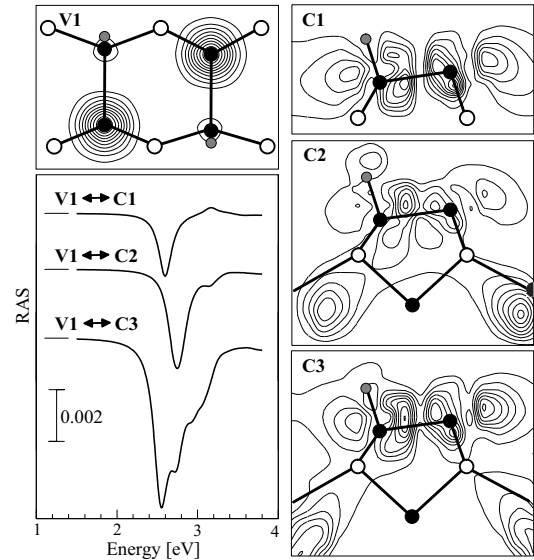 V1
C1
V1 ↔ C1
V1 ↔ C2
V1 ↔ C3
RAS
0.002
1 2 3 4
Energy [eV]
C2
C3